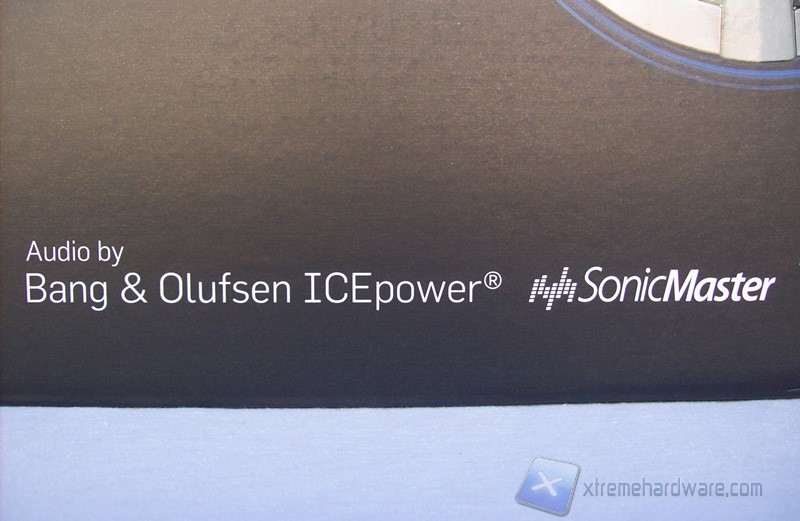 Audio by
Bang & Olufsen ICEpower®
SonicMaster
xtremehardware.com